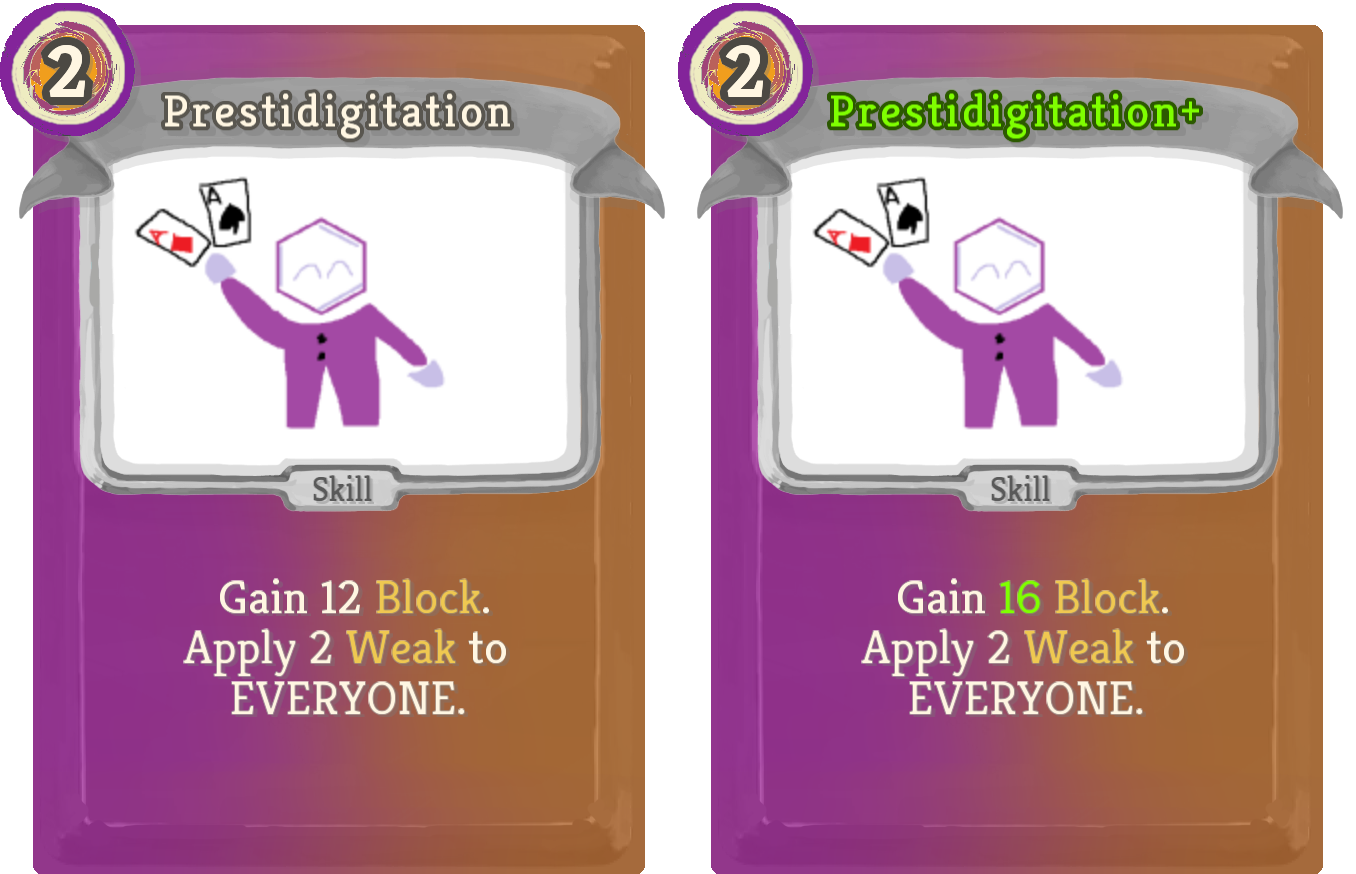 2
Prestidigitation
A
A
Skill
Gain 12 Block.
Apply 2 Weak to
EVERYONE.
2
Prestidigitation+
A
A
Skill
Gain 16 Block.
Apply 2 Weak to
EVERYONE.